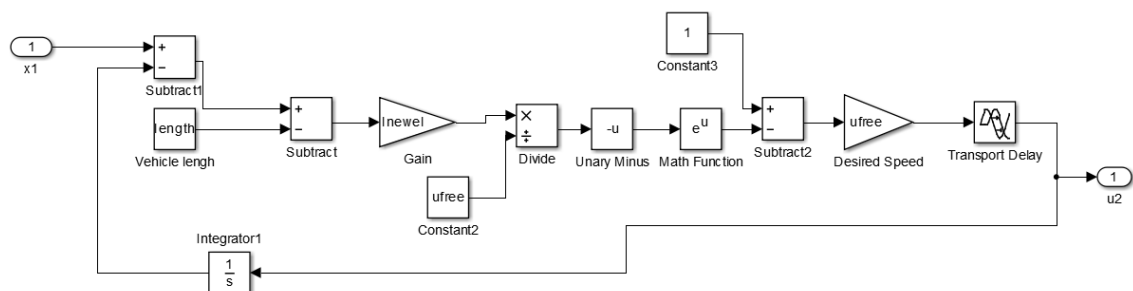 1
x1
+
−
Subtract1
length
Vehicle lengh
+
−
Subtract
lnewel
Gain
×
÷
Divide
ufree
Constant2
-u
Unary Minus
e^u
Math Function
1
Constant3
+
−
Subtract2
ufree
Desired Speed
Transport Delay
1
u2
Integrator1
1
s